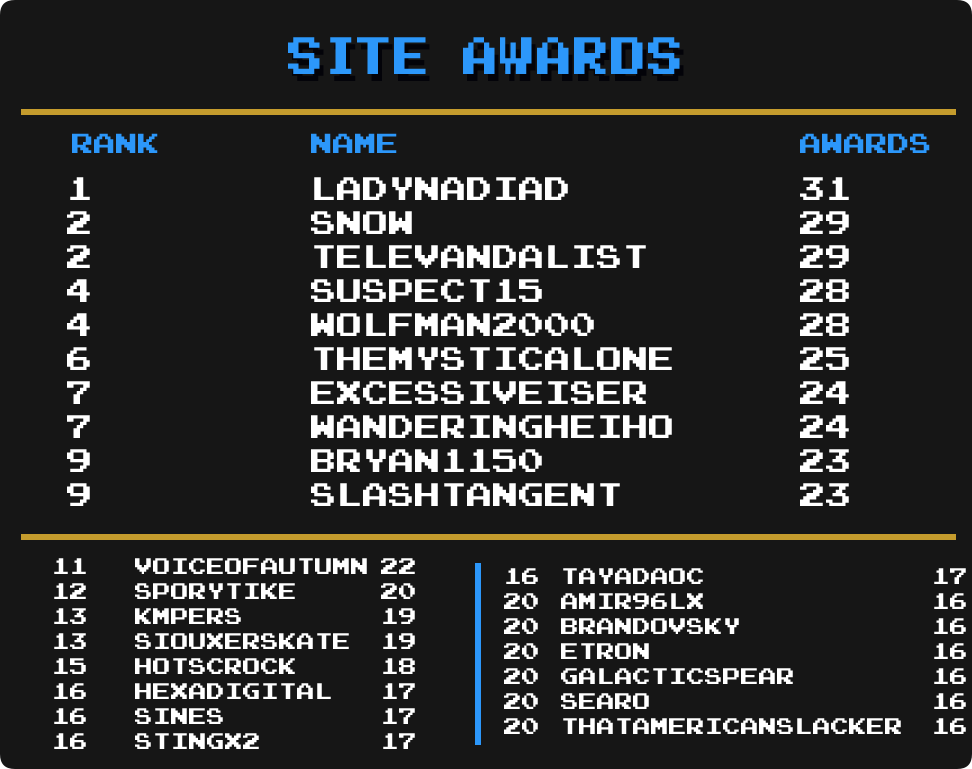 SITE AWARDS
RANK NAME AWARDS
1 LADYNADIAD 31
2 SNOW 29
2 TELEVANDALIST 29
4 SUSPECT15 28
4 WOLFMAN2000 28
6 THEMYSTICALONE 25
7 EXCESSIVEISER 24
7 WANDERINGHEIHO 24
9 BRYAN1150 23
9 SLASHTANGENT 23
11 VOICEOFAUTUMN 22
12 SPORYTIKE 20
13 KMPERS 19
13 SIOUXERSKATE 19
15 HOTSCROCK 18
16 HEXADIGITAL 17
16 SINES 17
16 STINGX2 17
16 TAYADAOC 17
20 AMIR96LX 16
20 BRANDOVSKY 16
20 ETRON 16
20 GALACTICSPEAR 16
20 SEARO 16
20 THATAMERICANSLACKER 16